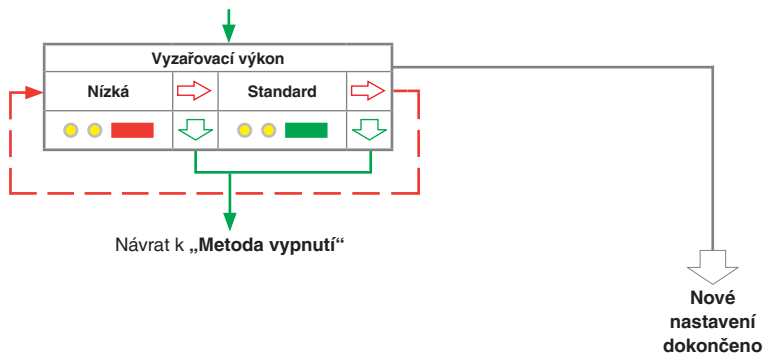 Vyzařovací výkon
Nízká
Standard
Návrat k „Metoda vypnutí“
Nové
nastavení
dokončeno